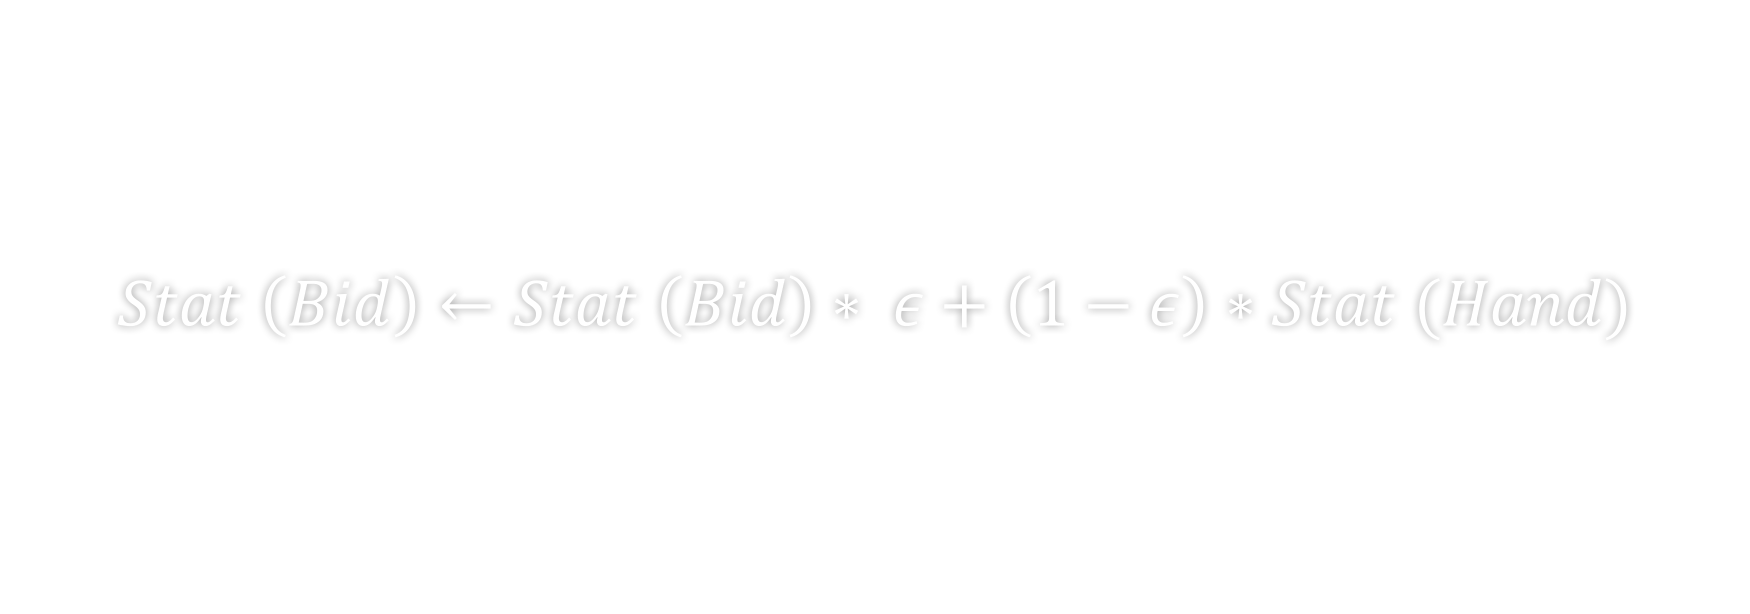 Stat (Bid) ← Stat (Bid) ∗ ϵ + (1 − ϵ) ∗ Stat (Hand)